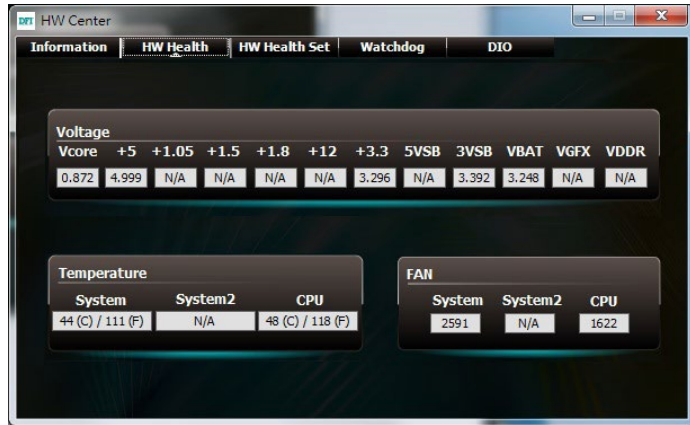 DFI HW Center
Information HW Health HW Health Set Watchdog DIO
Voltage
Vcore +5 +1.05 +1.5 +1.8 +12 +3.3 5VSB 3VSB VBAT VGFX VDDR
0.872 4.999 N/A N/A N/A N/A 3.296 N/A 3.392 3.248 N/A N/A
Temperature
System System2 CPU
44 (C) / 111 (F) N/A 48 (C) / 118 (F)
FAN
System System2 CPU
2591 N/A 1622